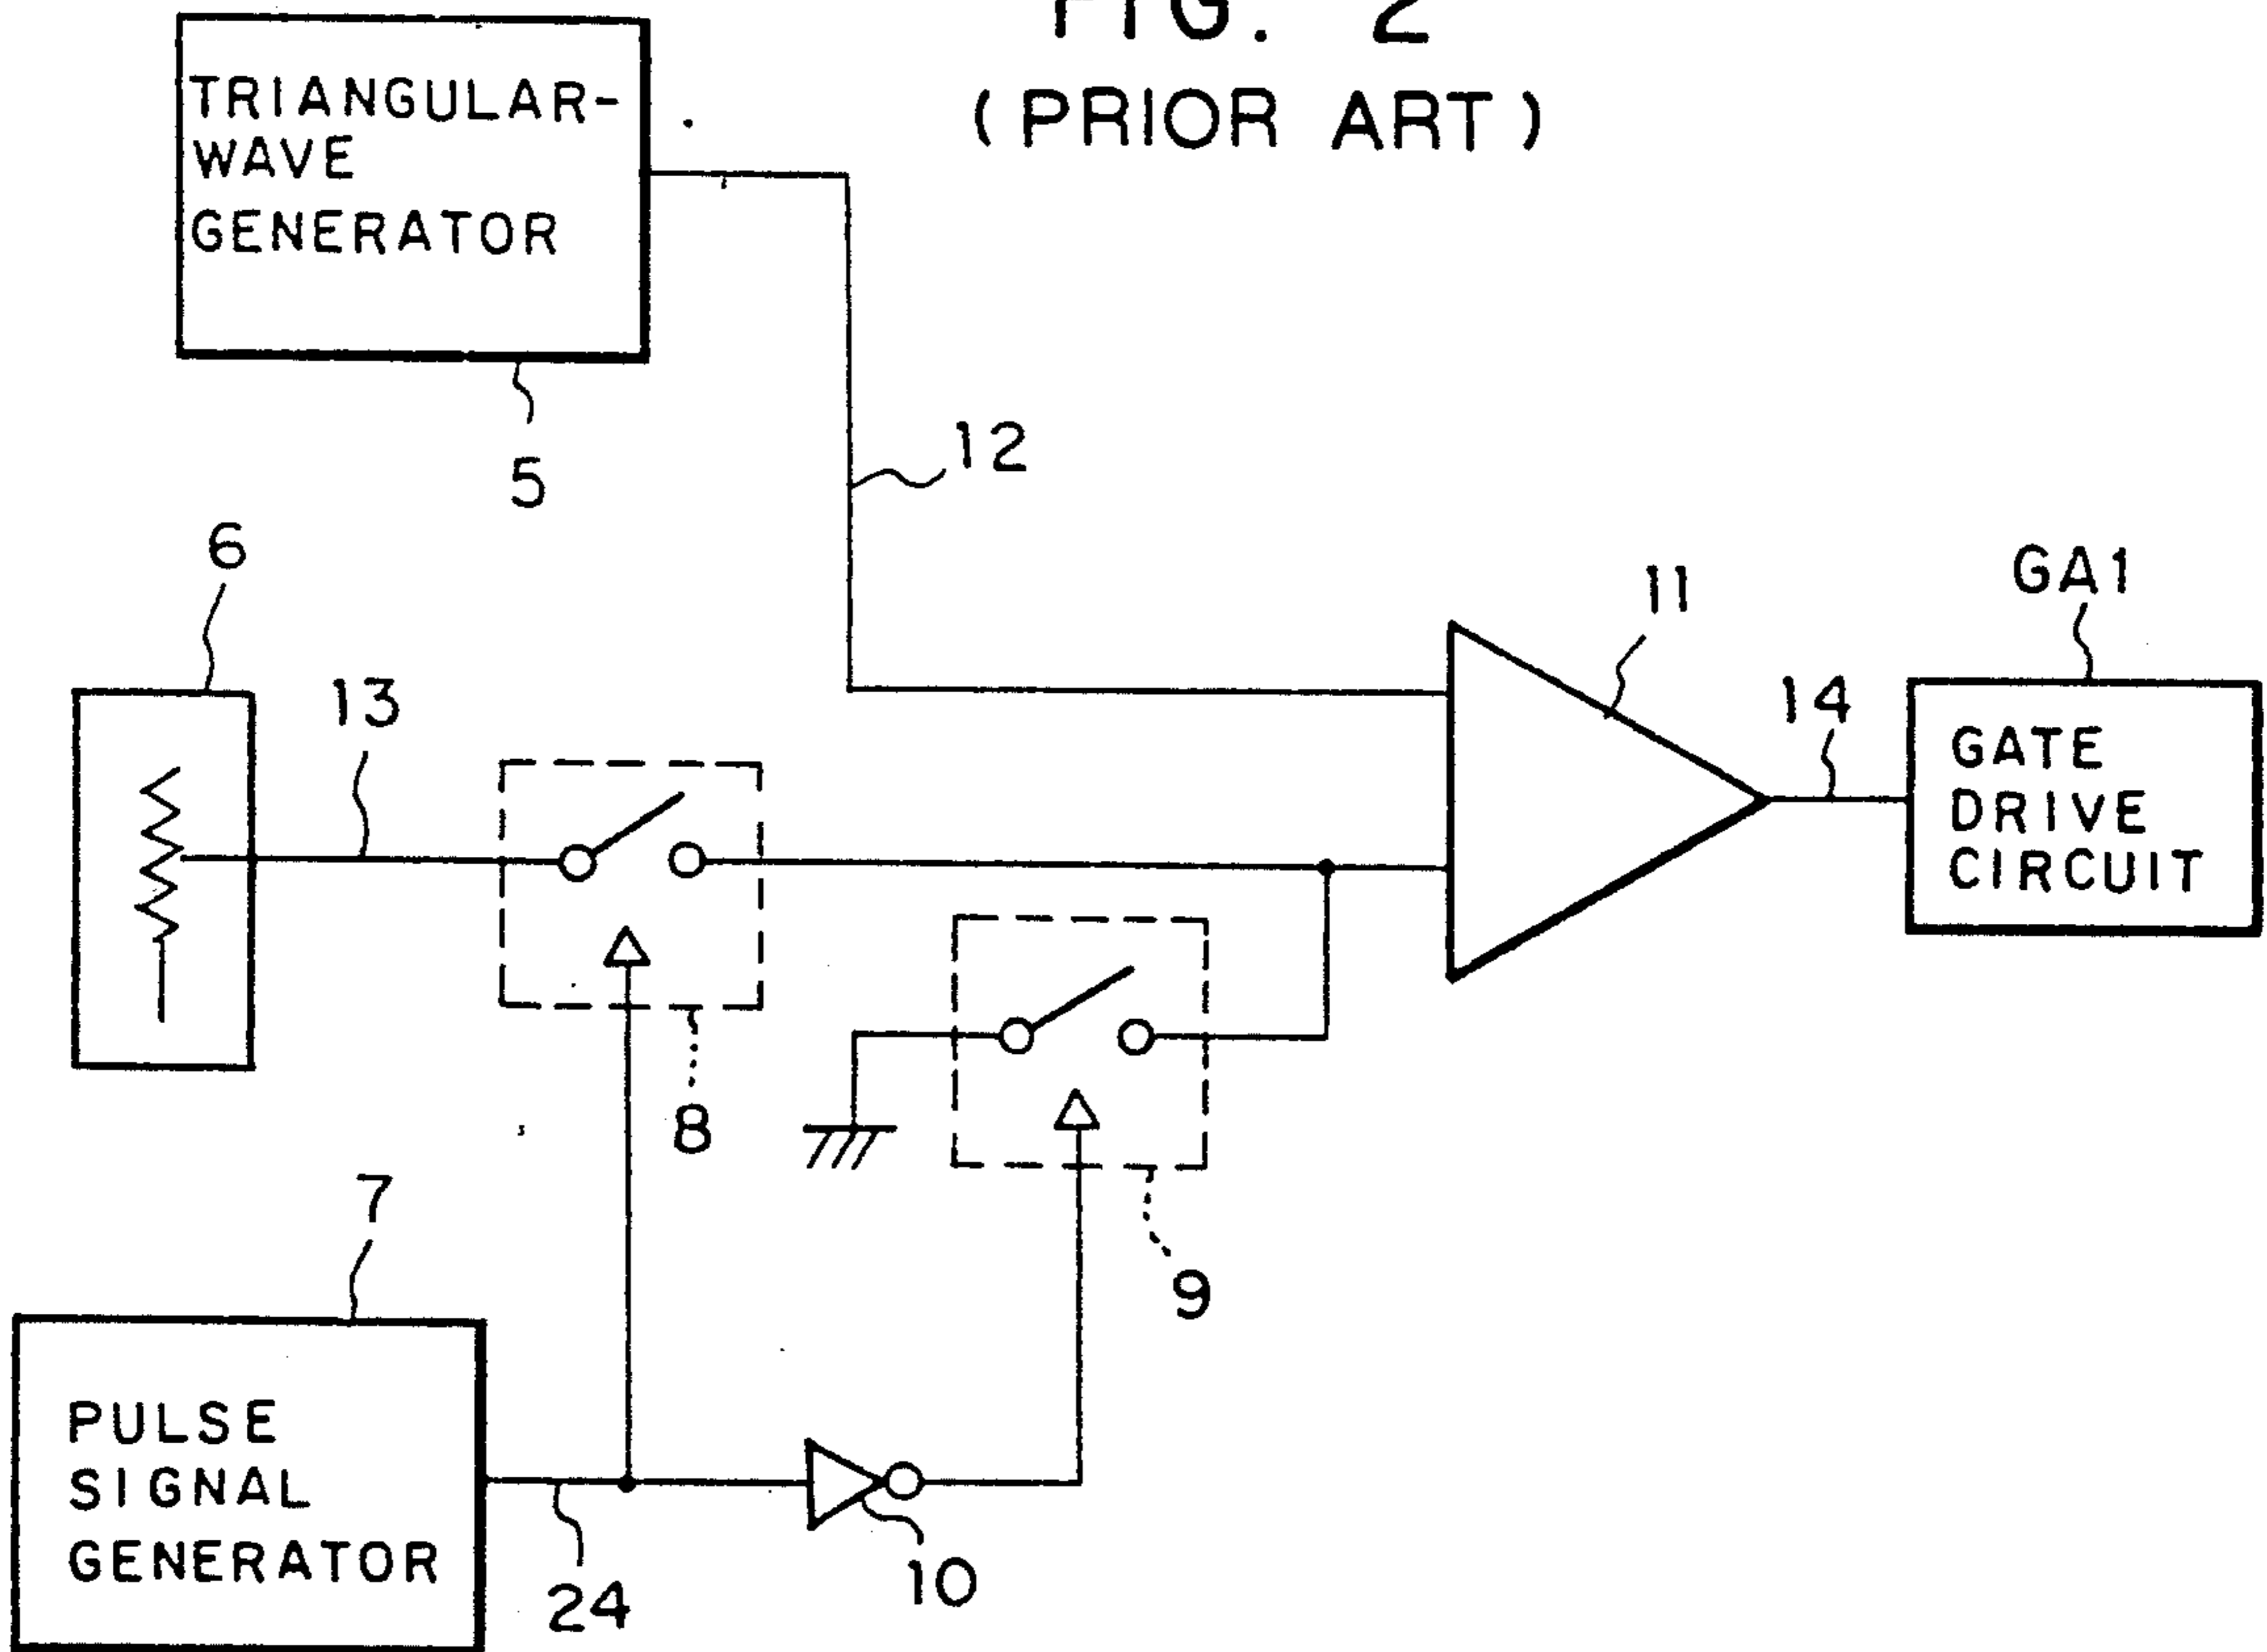 FIG. 2
(PRIOR ART)
TRIANGULAR-
WAVE
GENERATOR
5
12
6
13
11
GA1
14
GATE
DRIVE
CIRCUIT
8
9
7
PULSE
SIGNAL
GENERATOR
24
10